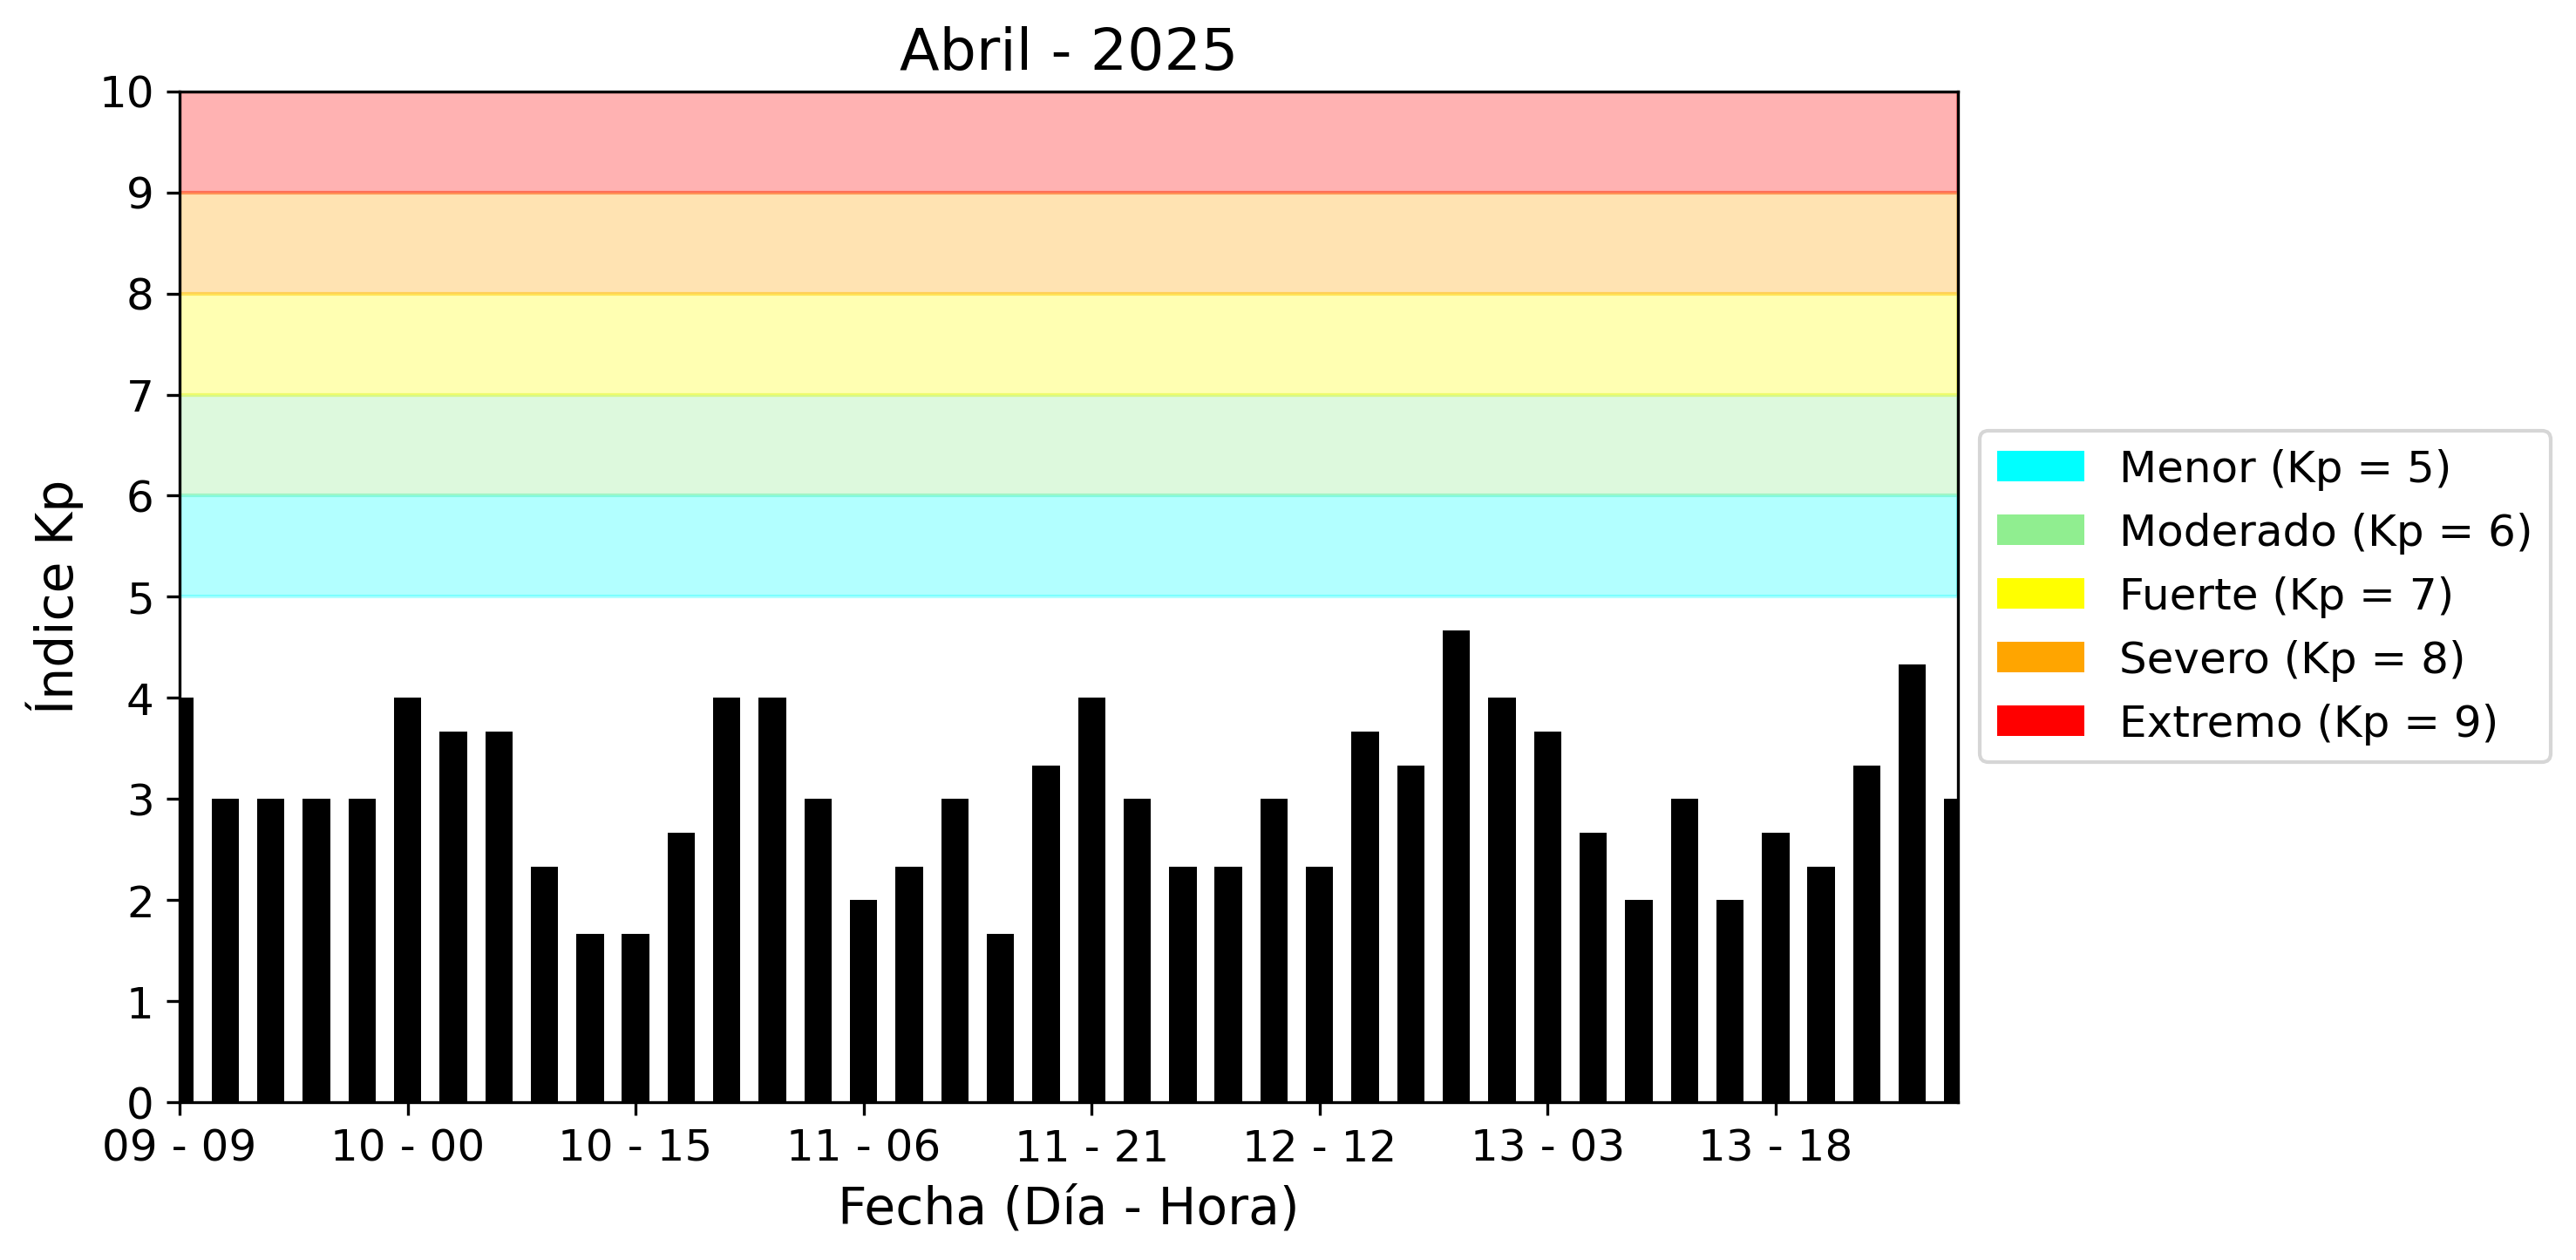 Abril - 2025
10
9
8
7
6
5
4
3
2
1
0
Índice Kp
09 - 09
10 - 00
10 - 15
11 - 06
11 - 21
12 - 12
13 - 03
13 - 18
Fecha (Día - Hora)
Menor (Kp = 5)
Moderado (Kp = 6)
Fuerte (Kp = 7)
Severo (Kp = 8)
Extremo (Kp = 9)